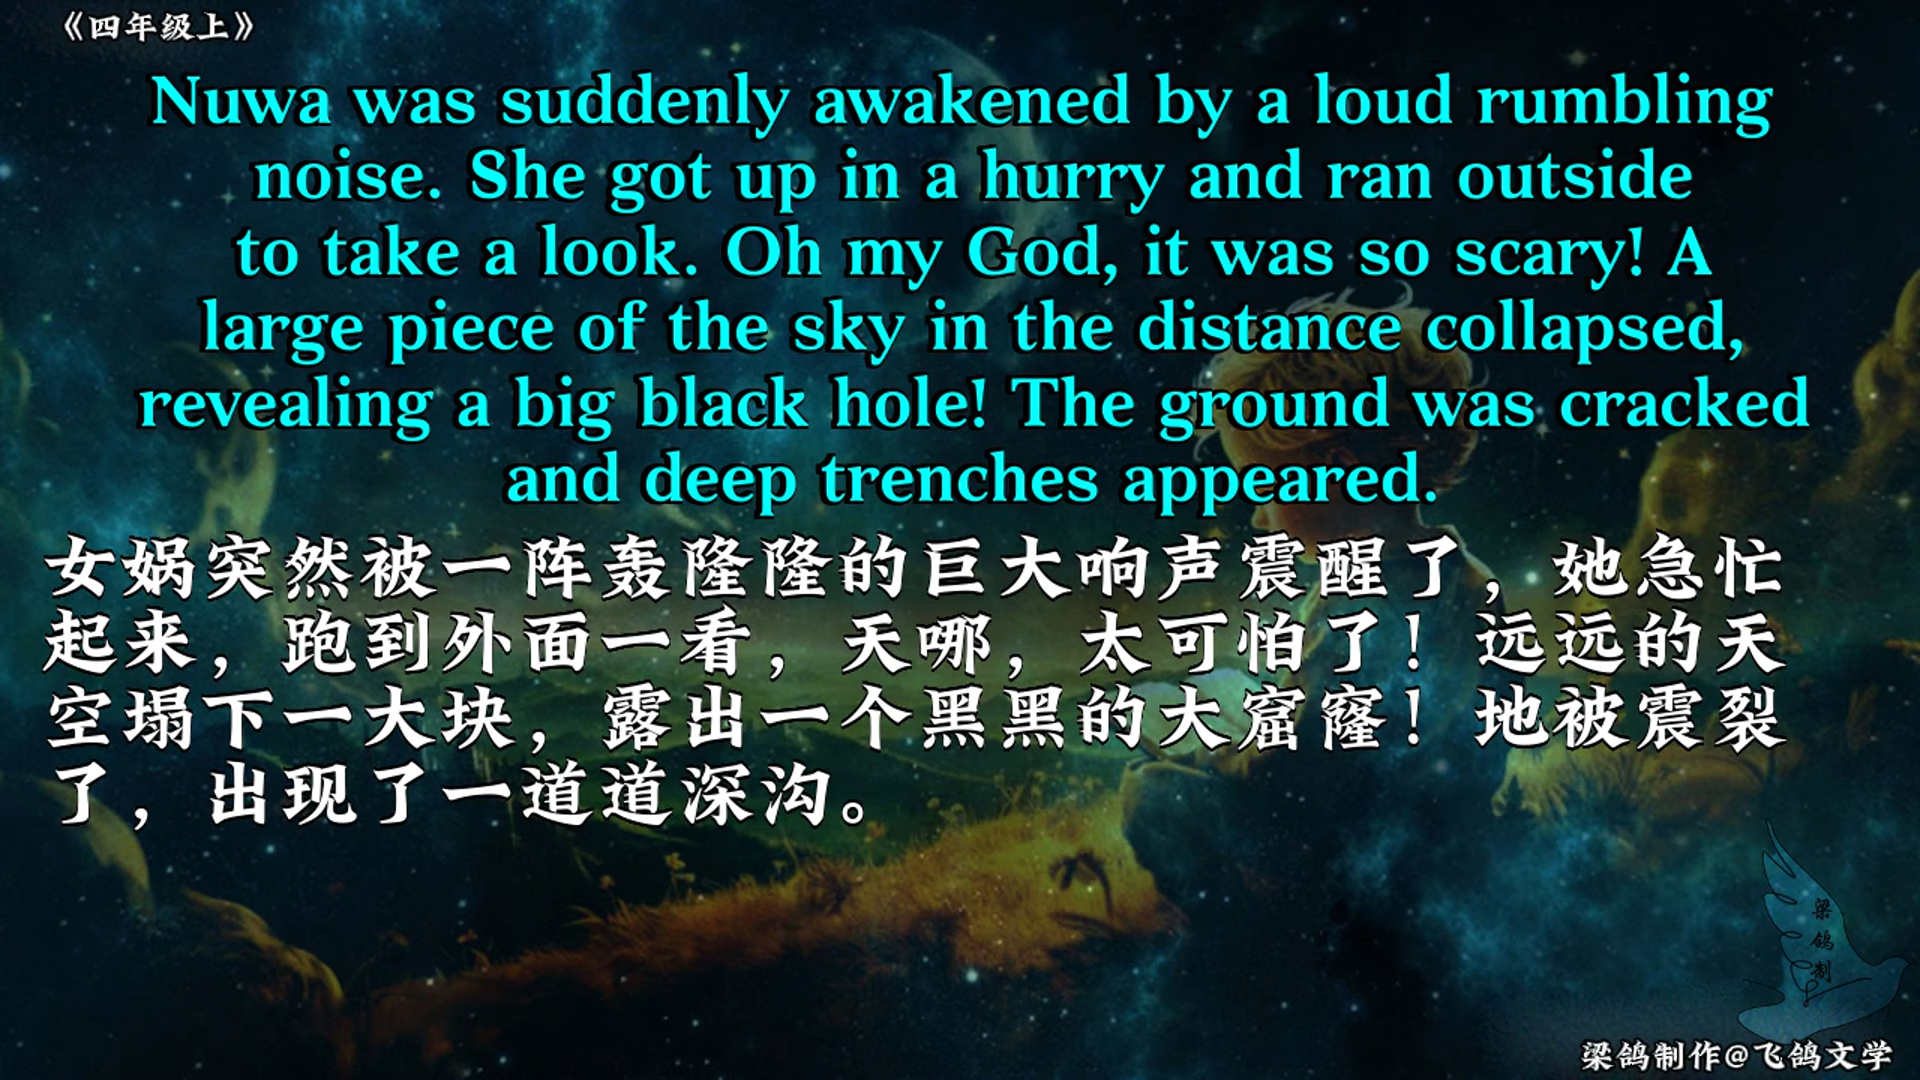 《四年级上》
Nuwa was suddenly awakened by a loud rumbling
noise. She got up in a hurry and ran outside
to take a look. Oh my God, it was so scary! A
large piece of the sky in the distance collapsed,
revealing a big black hole! The ground was cracked
and deep trenches appeared.
女娲突然被一阵轰隆隆的巨大响声震醒了，她急忙
起来，跑到外面一看，天哪，太可怕了！远远的天
空塌下一大块，露出一个黑黑的大窟窿！地被震裂
了，出现了一道道深沟。
梁鸽制
梁鸽制作@飞鸽文学